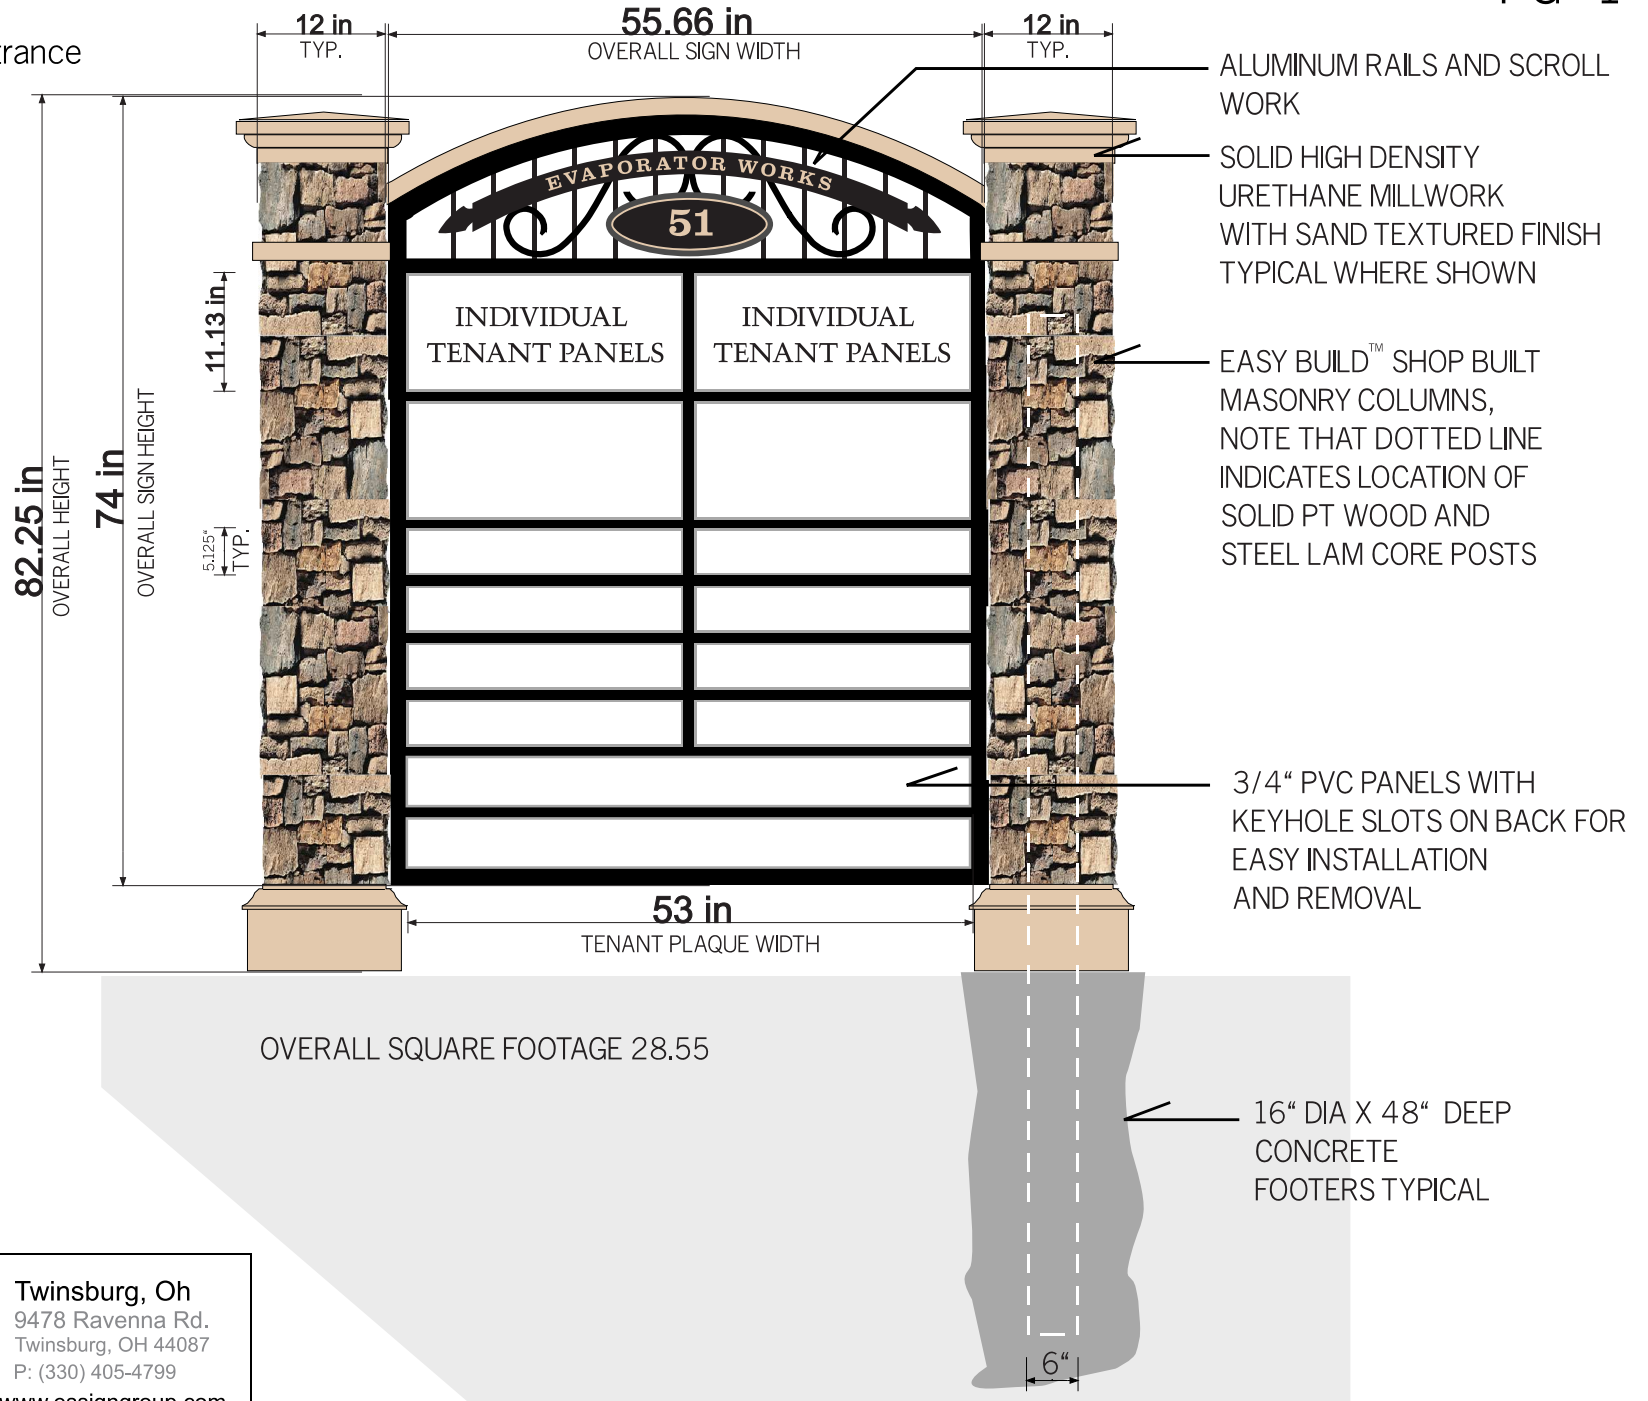 12 in
TYP.
55.66 in
OVERALL SIGN WIDTH
12 in
TYP.
ALUMINUM RAILS AND SCROLL
WORK
SOLID HIGH DENSITY
URETHANE MILLWORK
WITH SAND TEXTURED FINISH
TYPICAL WHERE SHOWN
EVAPORATOR WORKS
51
INDIVIDUAL
TENANT PANELS
INDIVIDUAL
TENANT PANELS
11.13 in
EASY BUILD™ SHOP BUILT
MASONRY COLUMNS,
NOTE THAT DOTTED LINE
INDICATES LOCATION OF
SOLID PT WOOD AND
STEEL LAM CORE POSTS
82.25 in
OVERALL HEIGHT
74 in
OVERALL SIGN HEIGHT
5.125“
TYP.
3/4“ PVC PANELS WITH
KEYHOLE SLOTS ON BACK FOR
EASY INSTALLATION
AND REMOVAL
53 in
TENANT PLAQUE WIDTH
OVERALL SQUARE FOOTAGE 28.55
16“ DIA X 48“ DEEP
CONCRETE
FOOTERS TYPICAL
6“
Twinsburg, Oh
9478 Ravenna Rd.
Twinsburg, OH 44087
P: (330) 405-4799